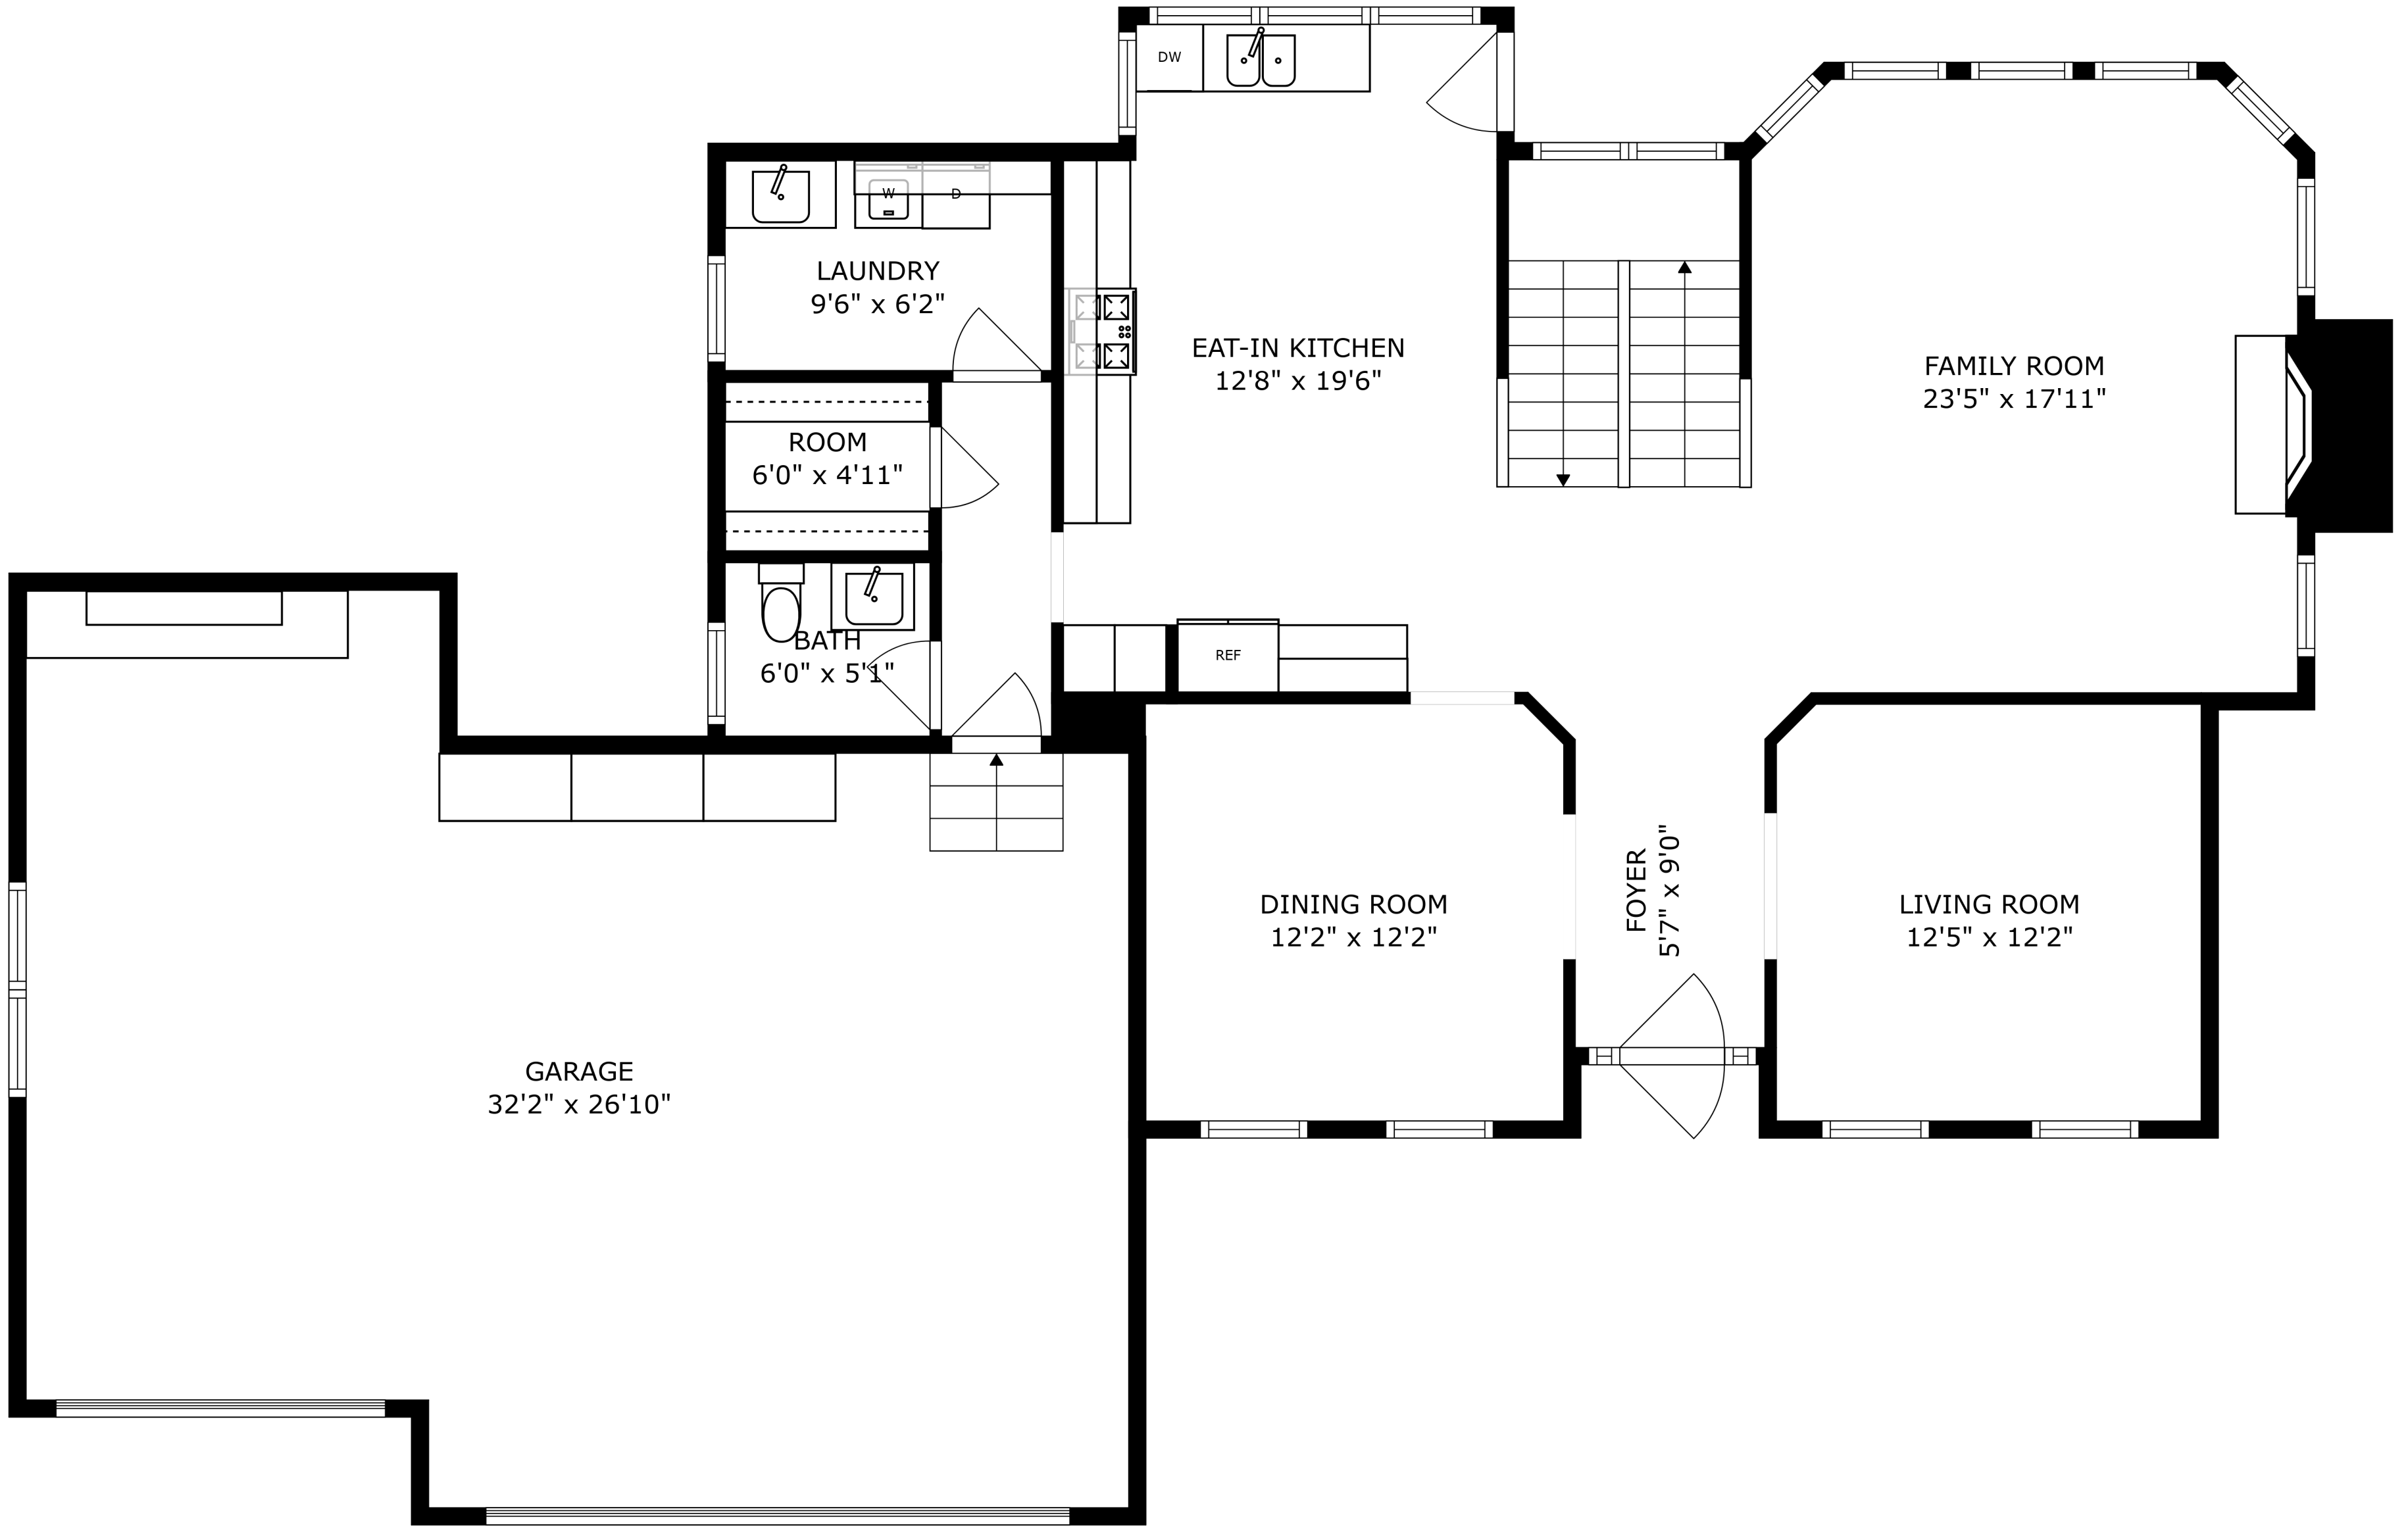 DW
W
D
LAUNDRY
9'6" x 6'2"
EAT-IN KITCHEN
12'8" x 19'6"
FAMILY ROOM
23'5" x 17'11"
ROOM
6'0" x 4'11"
BATH
6'0" x 5'1"
REF
DINING ROOM
12'2" x 12'2"
FOYER
5'7" x 9'0"
LIVING ROOM
12'5" x 12'2"
GARAGE
32'2" x 26'10"